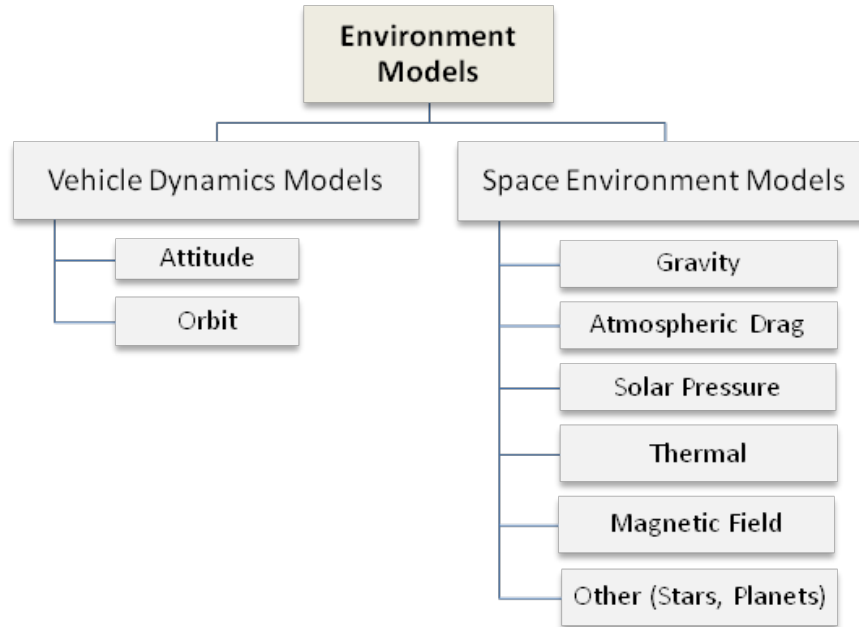 Environment
Models
Vehicle Dynamics Models
Attitude
Orbit
Space Environment Models
Gravity
Atmospheric Drag
Solar Pressure
Thermal
Magnetic Field
Other (Stars, Planets)